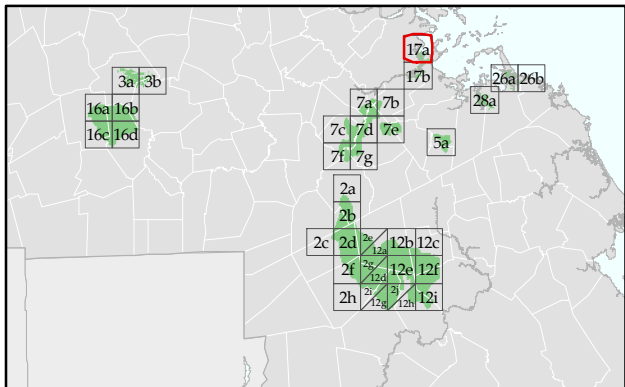 17a
17b
26a 26b
28a
3a 3b
16a 16b
16c 16d
7a 7b
7c 7d 7e
7f 7g
5a
2a
2b
2c 2d 2e 12a 12b 12c
2f 2g 12d 12e 12f
2h 2i 12g 2j 12h 12i